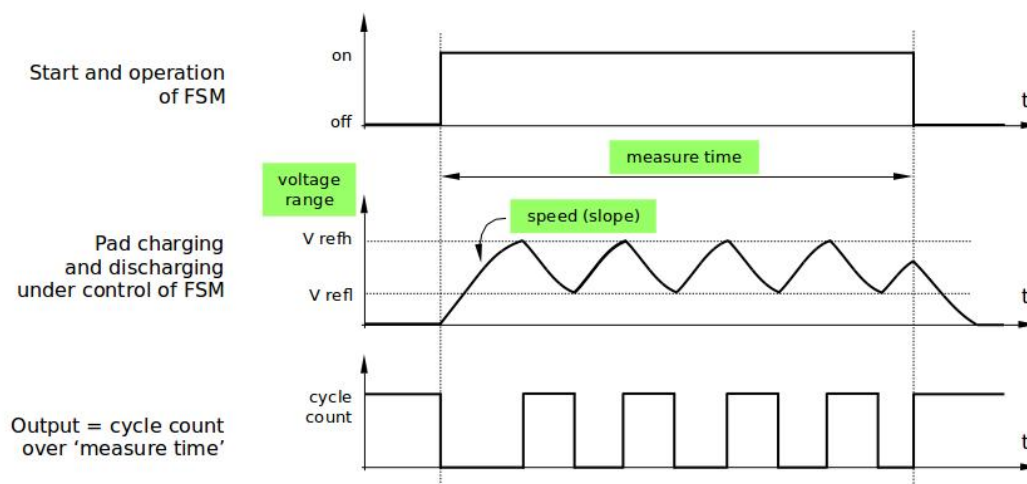 on
Start and operation
of FSM
off
t
measure time
voltage
range
speed (slope)
V refh
Pad charging
and discharging
under control of FSM
V refl
t
cycle
count
Output = cycle count
over ‘measure time’
t